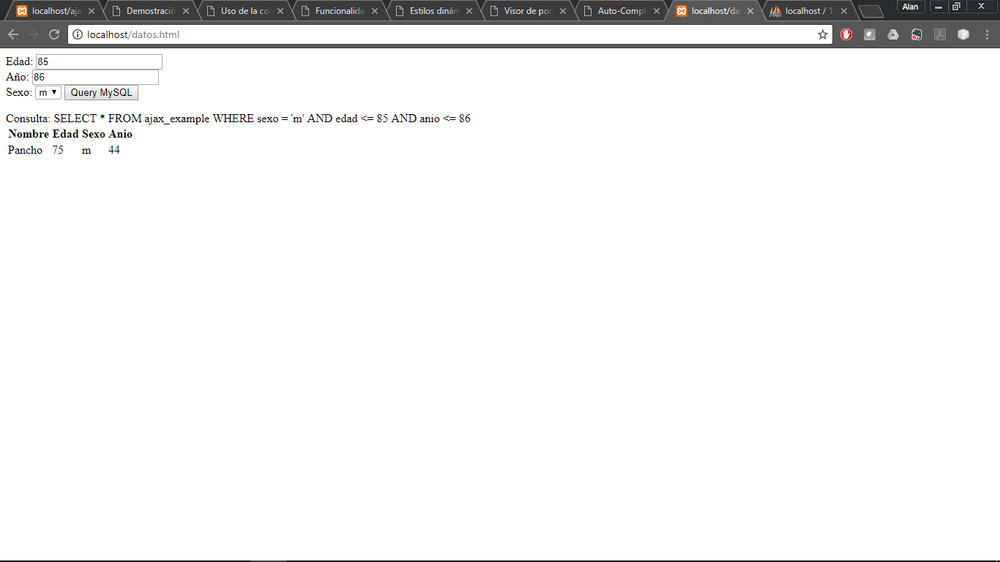 localhost/aja
Demostració
Uso de la co
Funcionalida
Estilos dinám
Visor de por
Auto-Compl
localhost/da
localhost / 1
Alan
localhost/datos.html
Edad: 85
Año: 86
Sexo: m Query MySQL
Consulta: SELECT * FROM ajax_example WHERE sexo = 'm' AND edad <= 85 AND anio <= 86
Nombre Edad Sexo Anio
Pancho 75 m 44